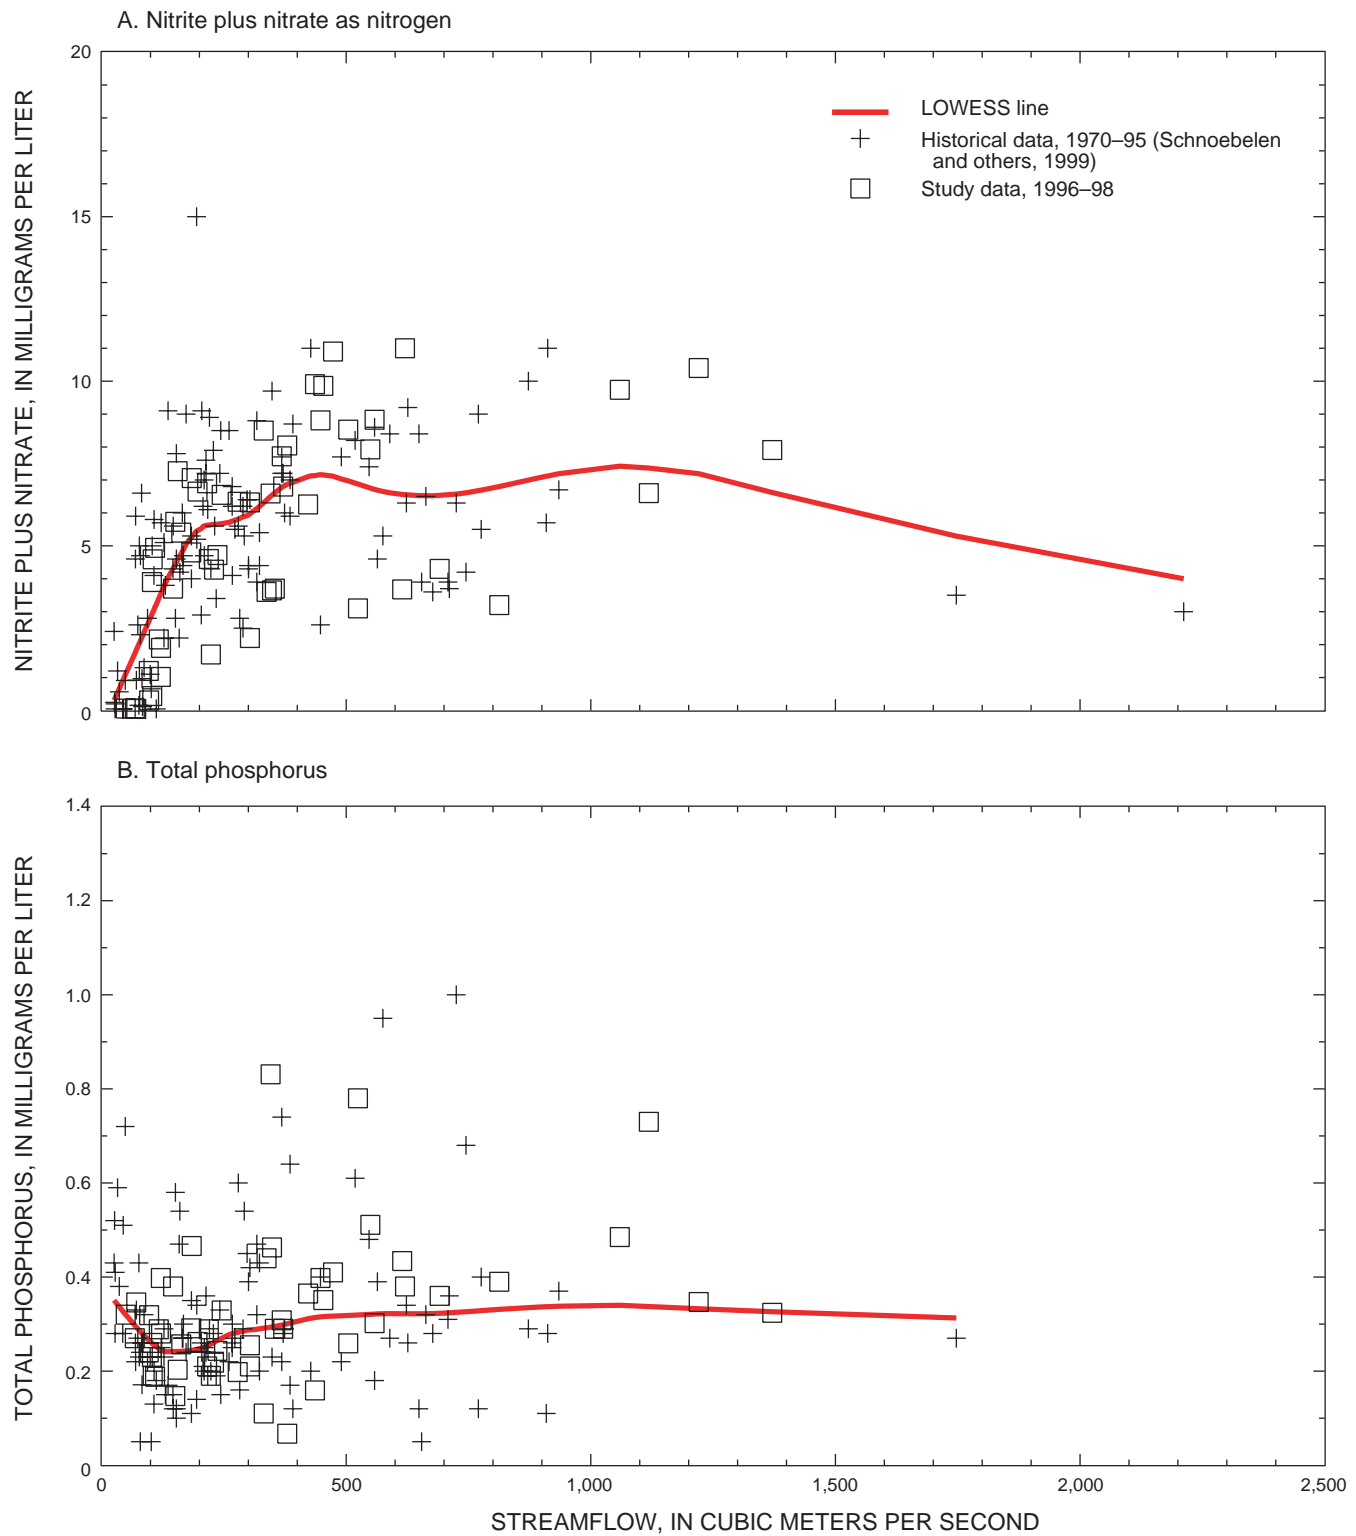 A. Nitrite plus nitrate as nitrogen
NITRITE PLUS NITRATE, IN MILLIGRAMS PER LITER
20
15
10
5
0
LOWESS line
Historical data, 1970–95 (Schnoebelen
and others, 1999)
Study data, 1996–98
B. Total phosphorus
TOTAL PHOSPHORUS, IN MILLIGRAMS PER LITER
1.4
1.2
1.0
0.8
0.6
0.4
0.2
0
0 500 1,000 1,500 2,000 2,500
STREAMFLOW, IN CUBIC METERS PER SECOND